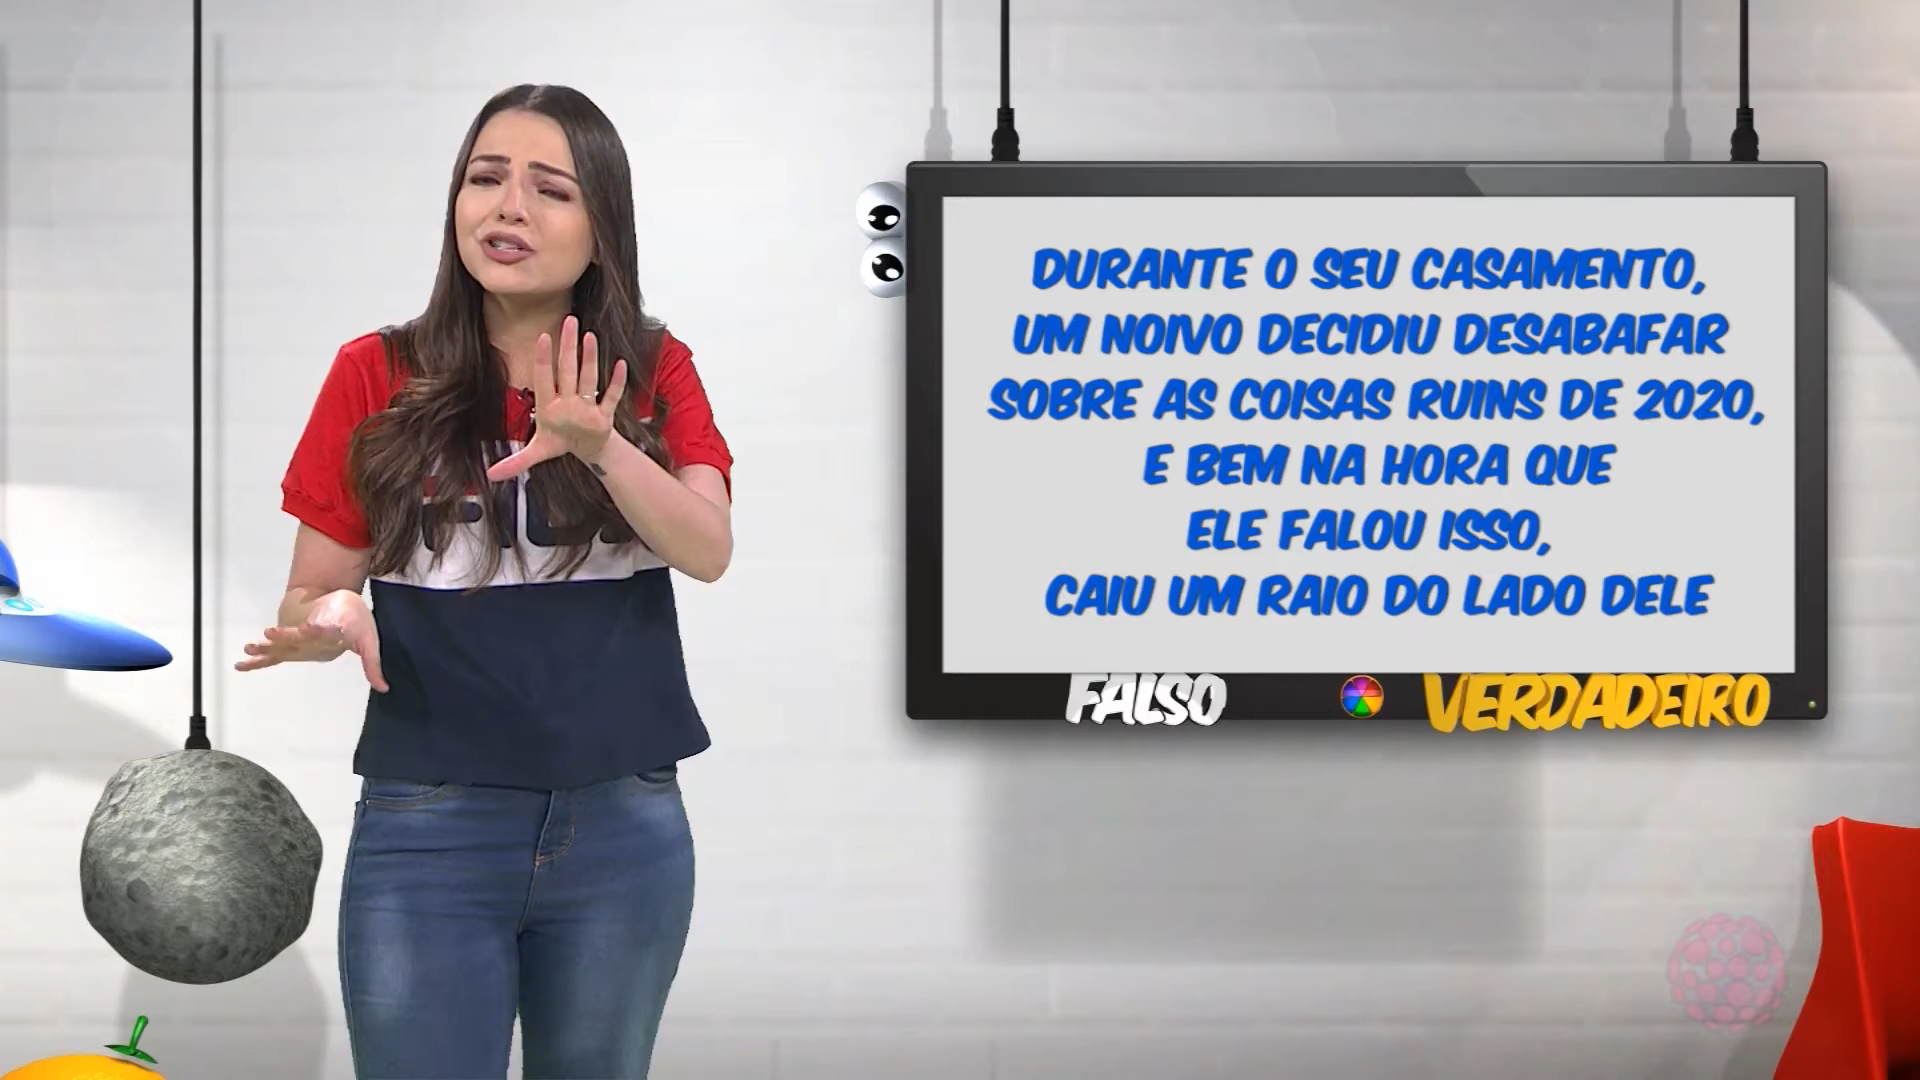 DURANTE O SEU CASAMENTO,
UM NOIVO DECIDIU DESABAFAR
SOBRE AS COISAS RUINS DE 2020,
E BEM NA HORA QUE
ELE FALOU ISSO,
CAIU UM RAIO DO LADO DELE
FALSO
VERDADEIRO